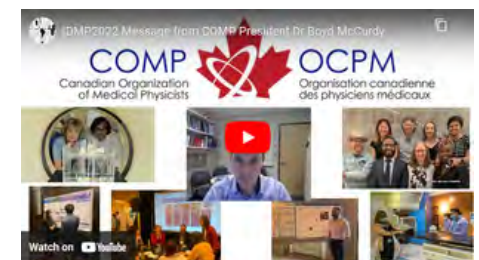 IDMP2022 Message from COMP President Dr Boyd McCurdy
COMP
Canadian Organization
of Medical Physicists
OCPM
Organisation canadienne
des physiciens médicaux
Watch on YouTube